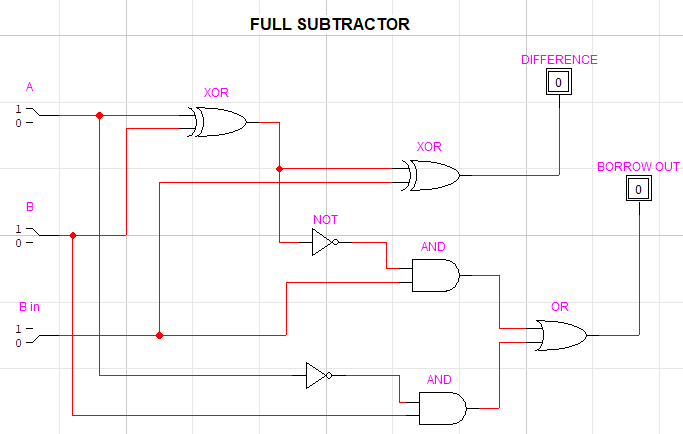 FULL SUBTRACTOR
DIFFERENCE
0
A
1
0
XOR
XOR
BORROW OUT
0
B
1
0
NOT
AND
B in
1
0
OR
AND